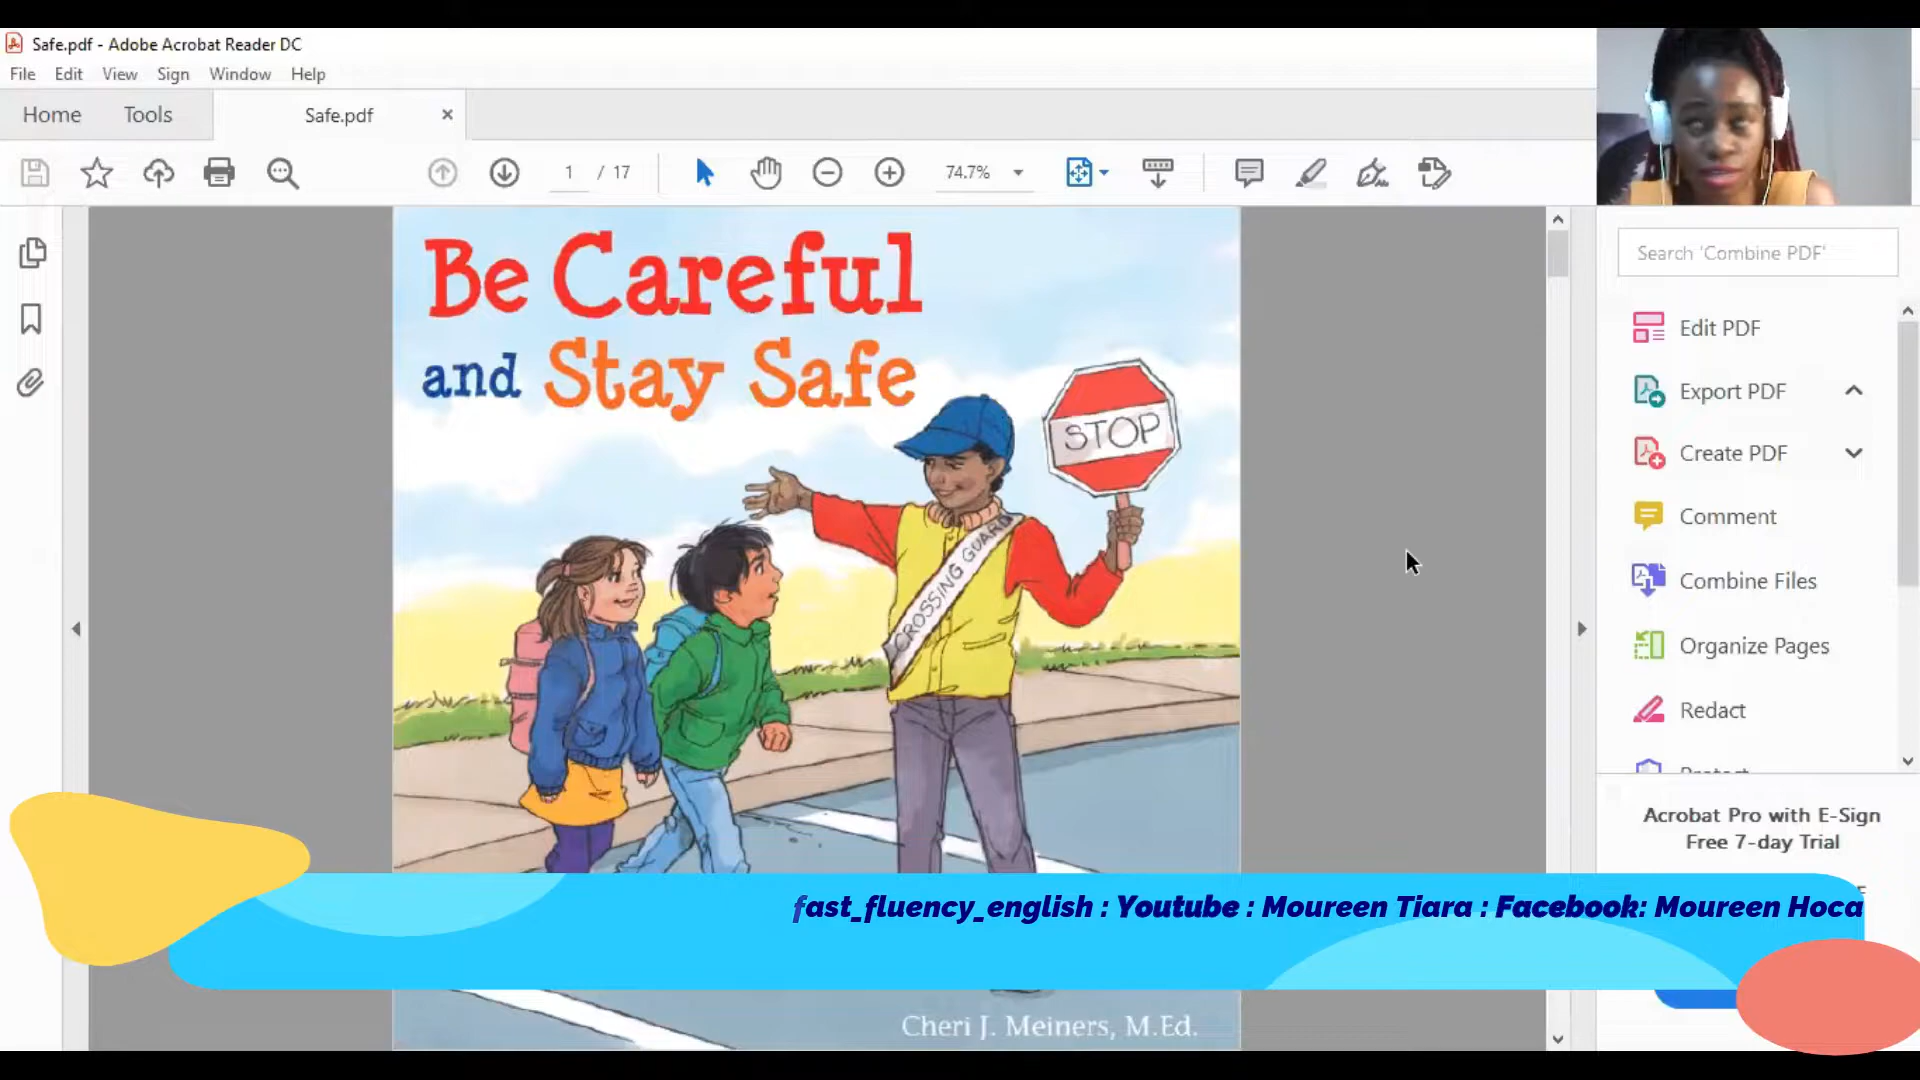 Safe.pdf - Adobe Acrobat Reader DC
File Edit View Sign Window Help
Home Tools Safe.pdf
1 / 17 74.7%
Be Careful
and Stay Safe
STOP
CROSSING GUARD
Cheri J. Meiners, M.Ed.
Search 'Combine PDF'
Edit PDF
Export PDF
Create PDF
Comment
Combine Files
Organize Pages
Redact
Protect
Acrobat Pro with E-Sign
Free 7-day Trial
fast_fluency_english : Youtube : Moureen Tiara : Facebook: Moureen Hoca